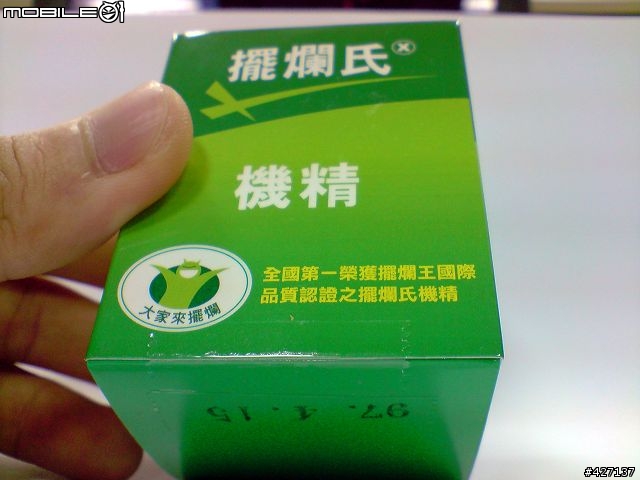 MOBILE01
擺爛氏
機精
全國第一榮獲擺爛王國際
品質認證之擺爛氏機精
大家來擺爛
97. 4. 15
#427137